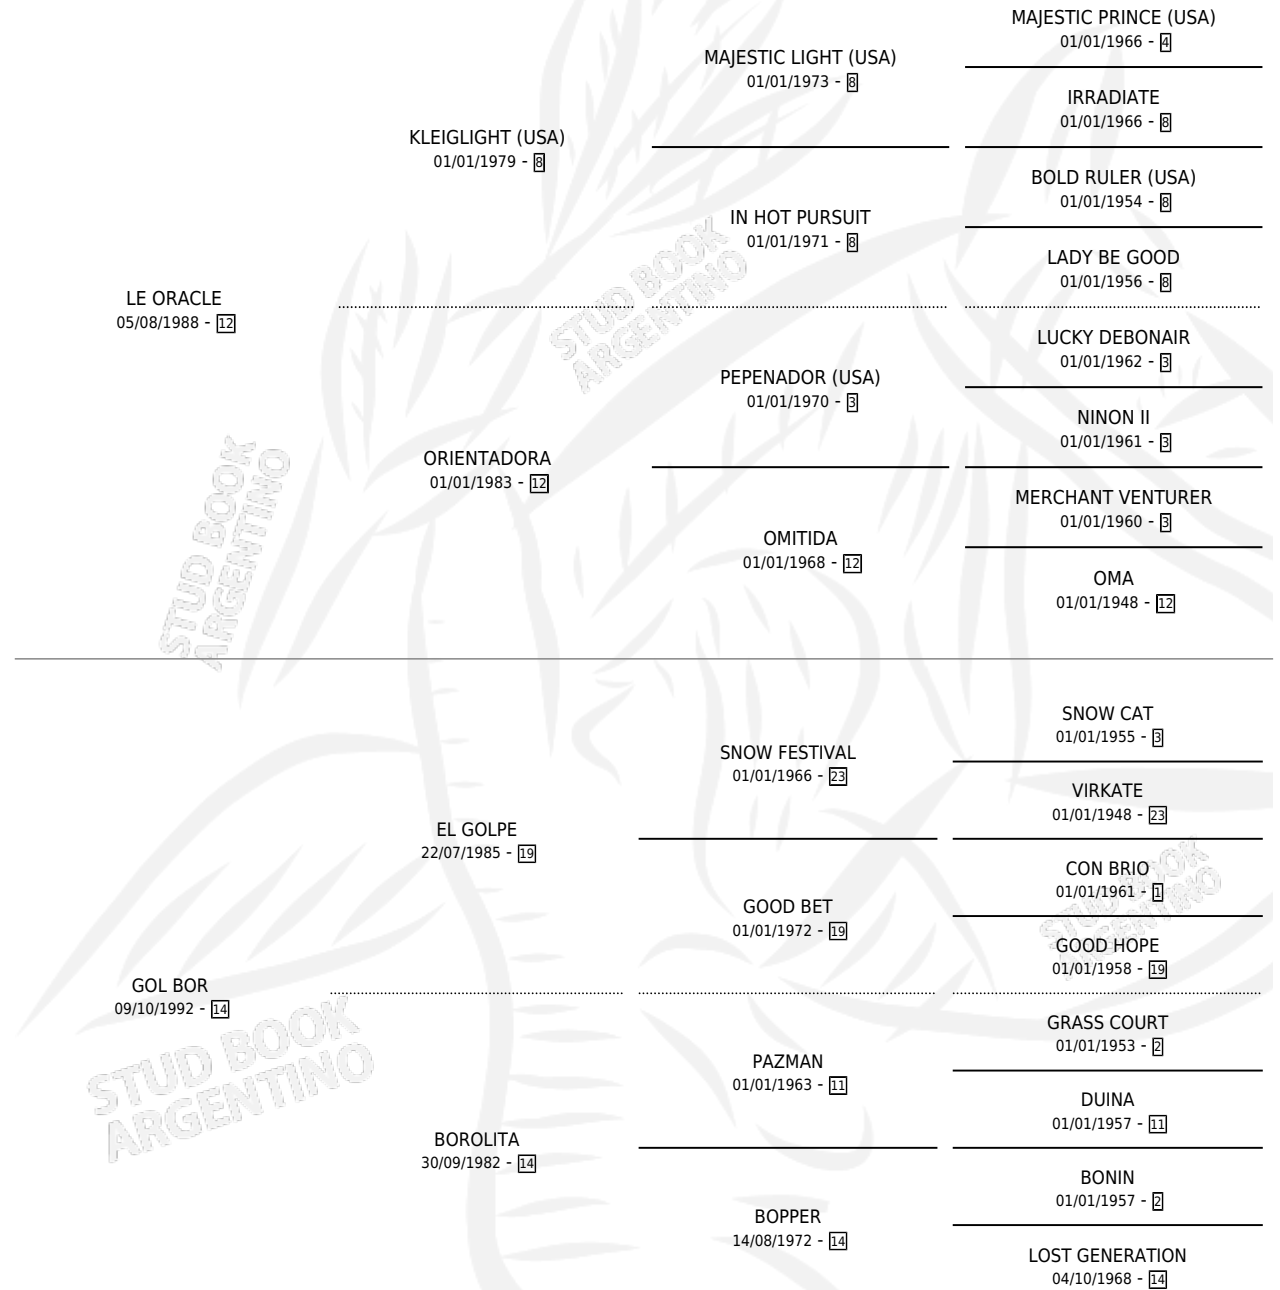 MAJESTIC PRINCE (USA)
01/01/1966 - 4
MAJESTIC LIGHT (USA)
01/01/1973 - 8
IRRADIATE
01/01/1966 - 8
KLEIGLIGHT (USA)
01/01/1979 - 8
BOLD RULER (USA)
01/01/1954 - 8
IN HOT PURSUIT
01/01/1971 - 8
LADY BE GOOD
01/01/1956 - 8
LE ORACLE
05/08/1988 - 12
LUCKY DEBONAIR
01/01/1962 - 3
PEPENADOR (USA)
01/01/1970 - 3
NINON II
01/01/1961 - 3
ORIENTADORA
01/01/1983 - 12
MERCHANT VENTURER
01/01/1960 - 3
OMITIDA
01/01/1968 - 12
OMA
01/01/1948 - 12
SNOW CAT
01/01/1955 - 3
SNOW FESTIVAL
01/01/1966 - 23
VIRKATE
01/01/1948 - 23
EL GOLPE
22/07/1985 - 19
CON BRIO
01/01/1961 - 1
GOOD BET
01/01/1972 - 19
GOOD HOPE
01/01/1958 - 19
GOL BOR
09/10/1992 - 14
GRASS COURT
01/01/1953 - 2
PAZMAN
01/01/1963 - 11
DUINA
01/01/1957 - 11
BOROLITA
30/09/1982 - 14
BONIN
01/01/1957 - 2
BOPPER
14/08/1972 - 14
LOST GENERATION
04/10/1968 - 14
STUD BOOK
ARGENTINO
STUD BOOK
ARGENTINO
STUD BOOK
ARGENTINO
STUD BOOK
ARGENTINO